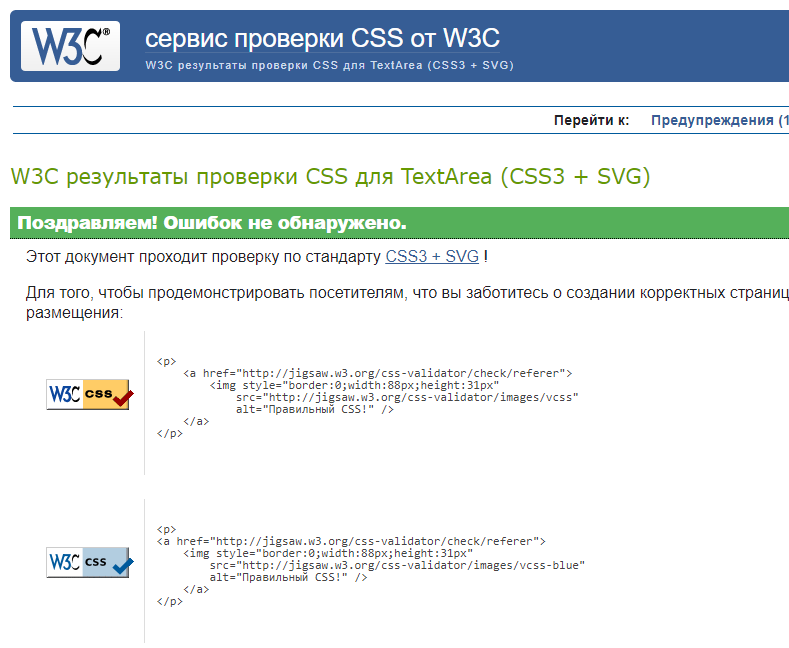 W3C®
сервис проверки CSS от W3C
W3C результаты проверки CSS для TextArea (CSS3 + SVG)
Перейти к: Предупреждения (1
W3C результаты проверки CSS для TextArea (CSS3 + SVG)
Поздравляем! Ошибок не обнаружено.
Этот документ проходит проверку по стандарту CSS3 + SVG !
Для того, чтобы продемонстрировать посетителям, что вы заботитесь о создании корректных страниц
размещения:
W3C css
<p>
<a href="http://jigsaw.w3.org/css-validator/check/referer">
<img style="border:0;width:88px;height:31px"
src="http://jigsaw.w3.org/css-validator/images/vcss"
alt="Правильный CSS!" />
</a>
</p>
W3C css
<p>
<a href="http://jigsaw.w3.org/css-validator/check/referer">
<img style="border:0;width:88px;height:31px"
src="http://jigsaw.w3.org/css-validator/images/vcss-blue"
alt="Правильный CSS!" />
</a>
</p>